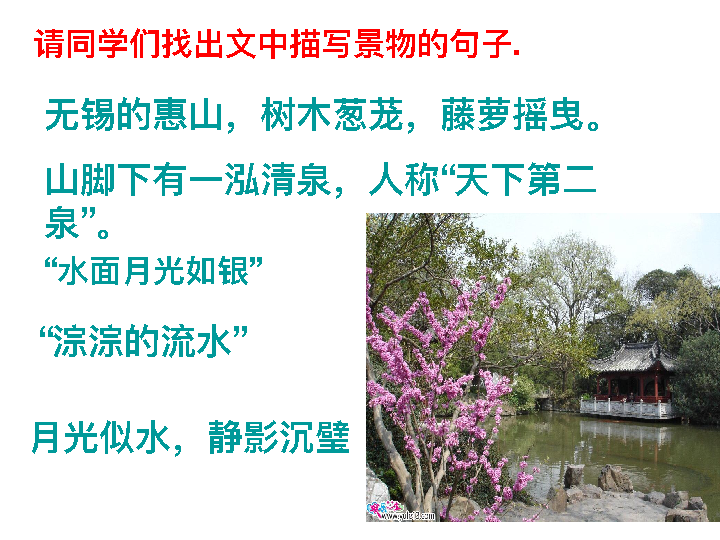 请同学们找出文中描写景物的句子.
无锡的惠山，树木葱茏，藤萝摇曳。
山脚下有一泓清泉，人称“天下第二
泉”。
“水面月光如银”
“淙淙的流水”
月光似水，静影沉璧